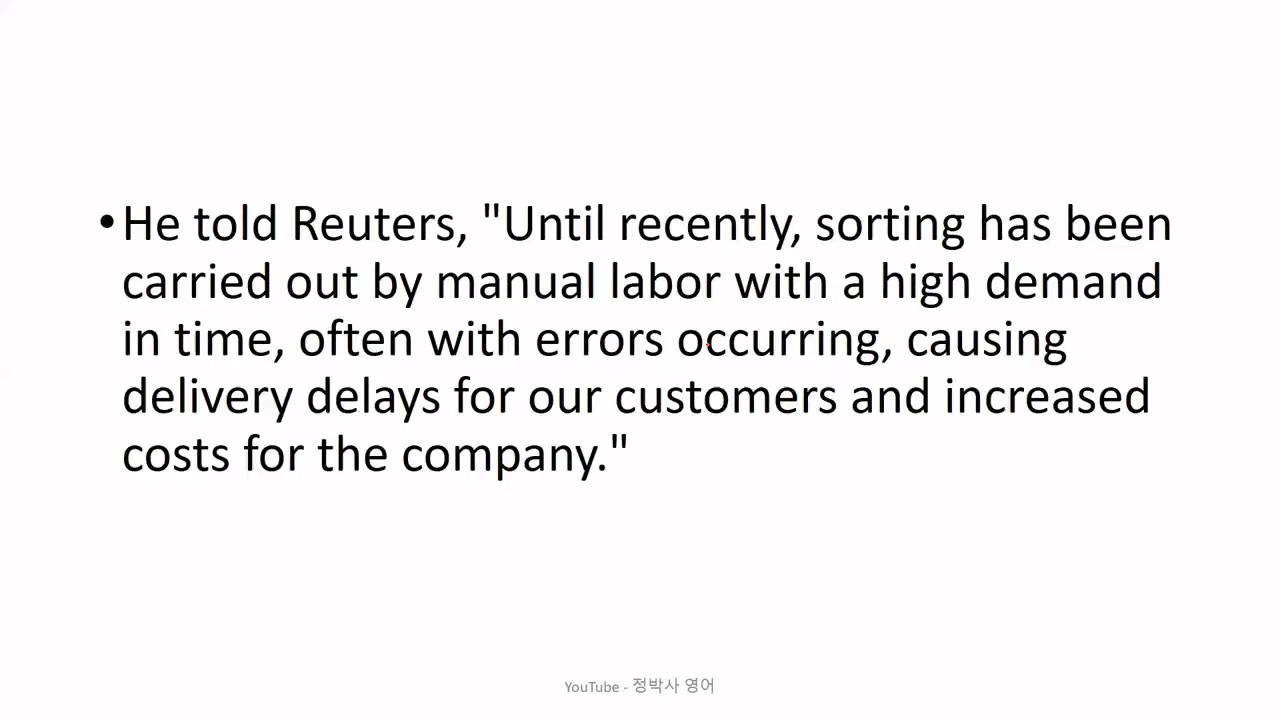 •He told Reuters, "Until recently, sorting has been
carried out by manual labor with a high demand
in time, often with errors occurring, causing
delivery delays for our customers and increased
costs for the company."
YouTube - 정박사 영어